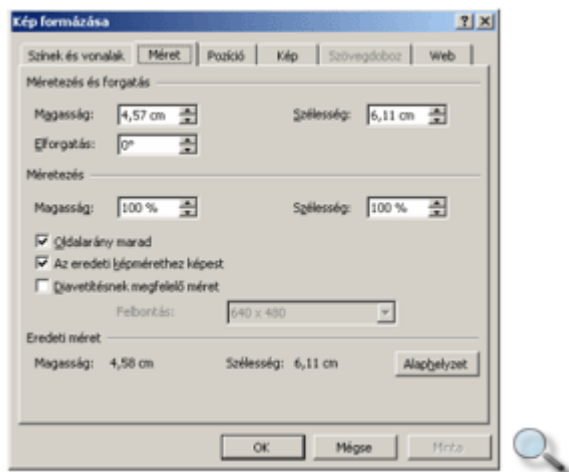 Kép formázása
Színek és vonalak Méret Pozíció Kép Szövegdoboz Web
Méretezés és forgatás
Magasság: 4,57 cm Szélesség: 6,11 cm
Elforgatás: 0°
Méretezés
Magasság: 100 % Szélesség: 100 %
Oldalarány marad
Az eredeti képmérethez képest
Diavetítésnek megfelelő méret
Felbontás: 640 x 480
Eredeti méret
Magasság: 4,58 cm Szélesség: 6,11 cm Alaphelyzet
OK Mégse Minta